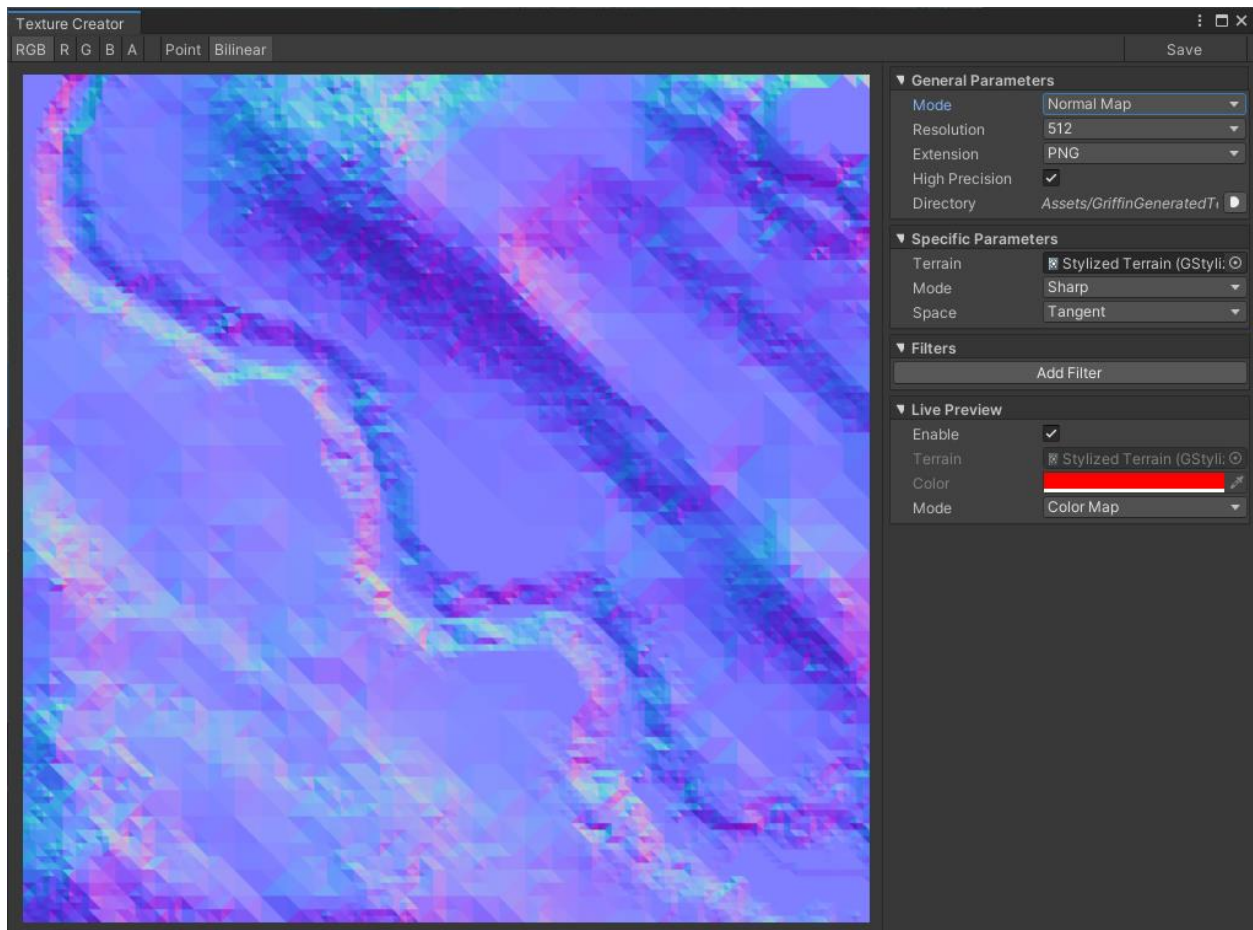 Texture Creator
RGB R G B A Point Bilinear Save
General Parameters
Mode Normal Map
Resolution 512
Extension PNG
High Precision
Directory Assets/GriffinGeneratedT
Specific Parameters
Terrain Stylized Terrain (GStyli
Mode Sharp
Space Tangent
Filters
Add Filter
Live Preview
Enable
Terrain Stylized Terrain (GStyli
Color
Mode Color Map